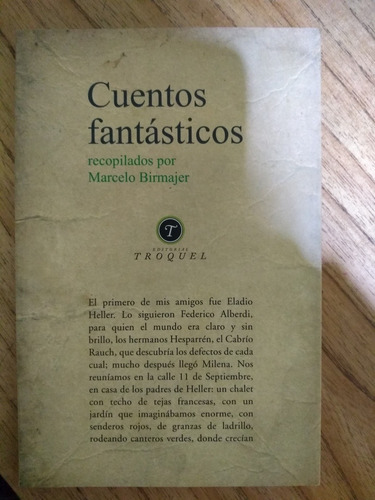 Cuentos
fantásticos
recopilados por
Marcelo Birmajer
T
EDITORIAL
TROQUEL
El primero de mis amigos fue Eladio
Heller. Lo siguieron Federico Alberdi,
para quien el mundo era claro y sin
brillo, los hermanos Hesparrén, el Cabrío
Rauch, que descubría los defectos de cada
cual; mucho después llegó Milena. Nos
reuníamos en la calle 11 de Septiembre,
en casa de los padres de Heller: un chalet
con techo de tejas francesas, con un
jardín que imaginábamos enorme, con
senderos rojos, de granzas de ladrillo,
rodeando canteros verdes, donde crecían